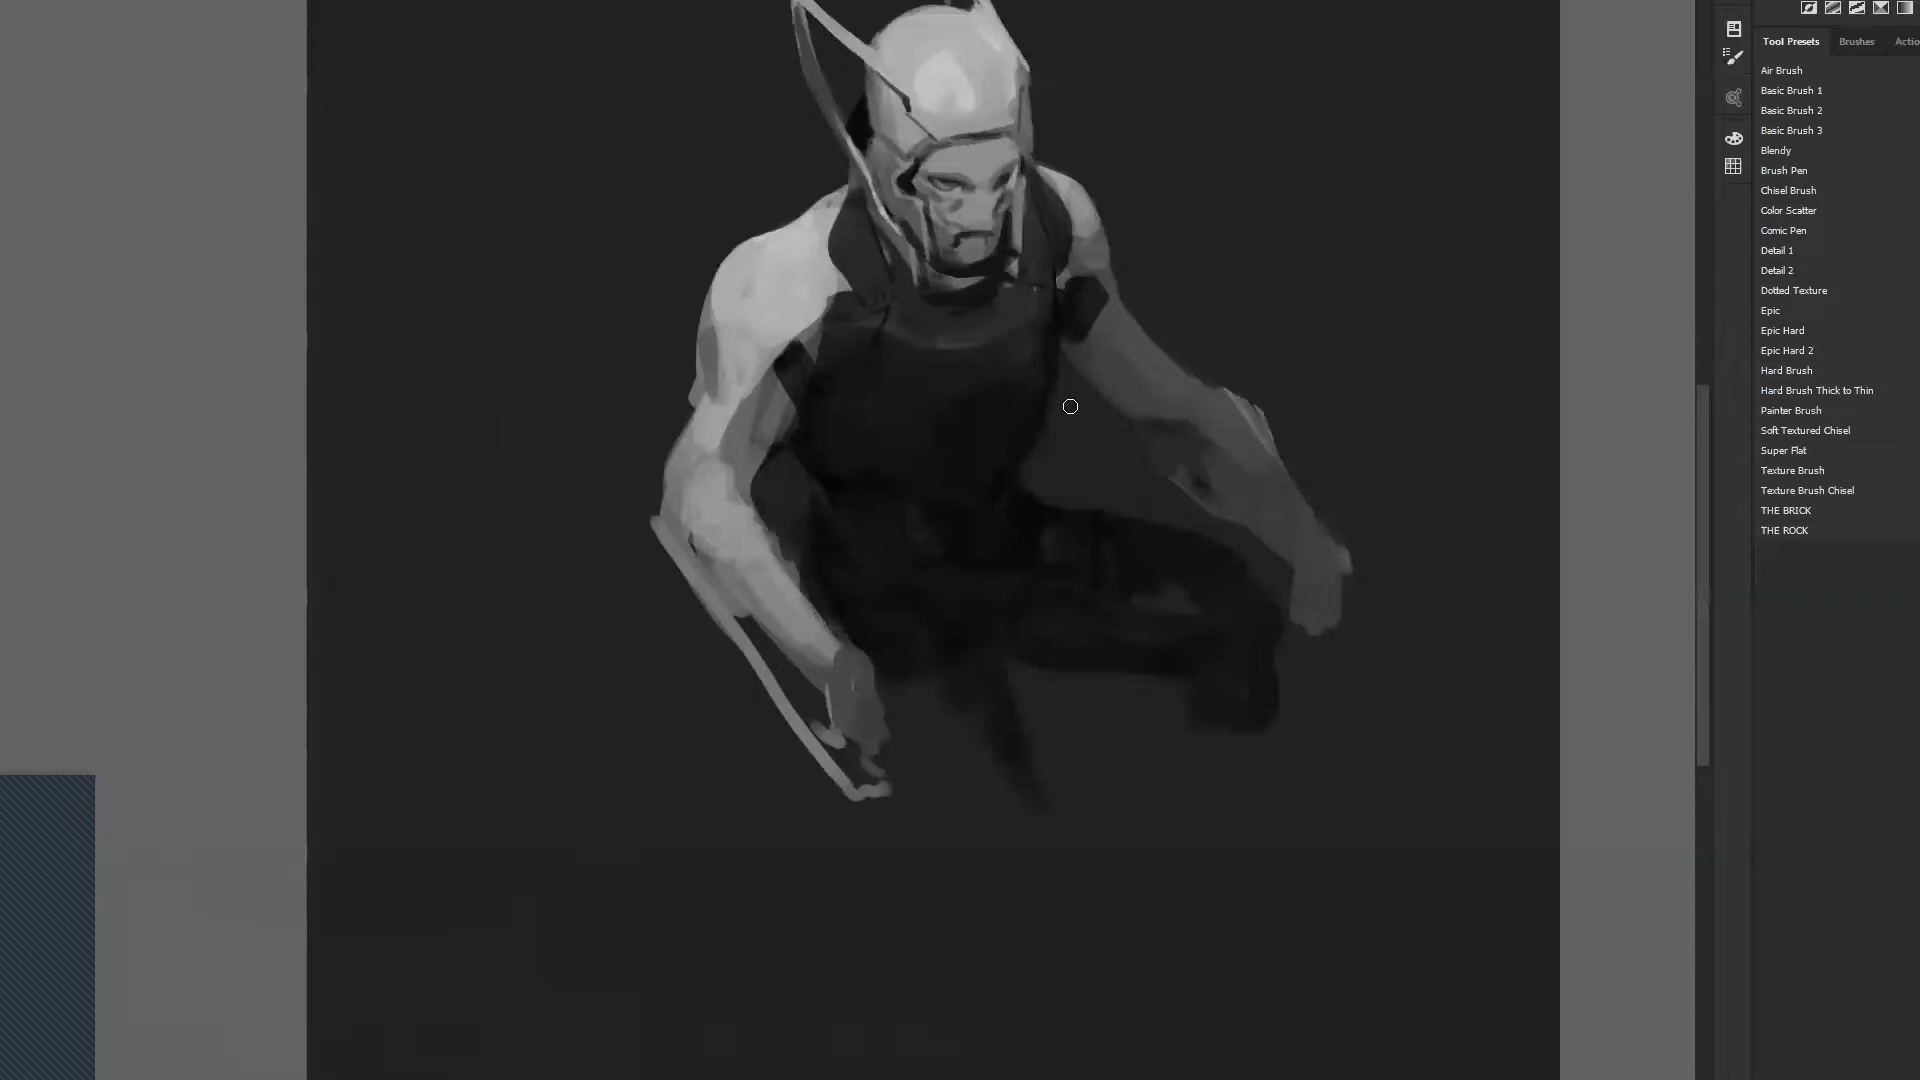 Tool Presets Brushes Actio
Air Brush
Basic Brush 1
Basic Brush 2
Basic Brush 3
Blendy
Brush Pen
Chisel Brush
Color Scatter
Comic Pen
Detail 1
Detail 2
Dotted Texture
Epic
Epic Hard
Epic Hard 2
Hard Brush
Hard Brush Thick to Thin
Painter Brush
Soft Textured Chisel
Super Flat
Texture Brush
Texture Brush Chisel
THE BRICK
THE ROCK